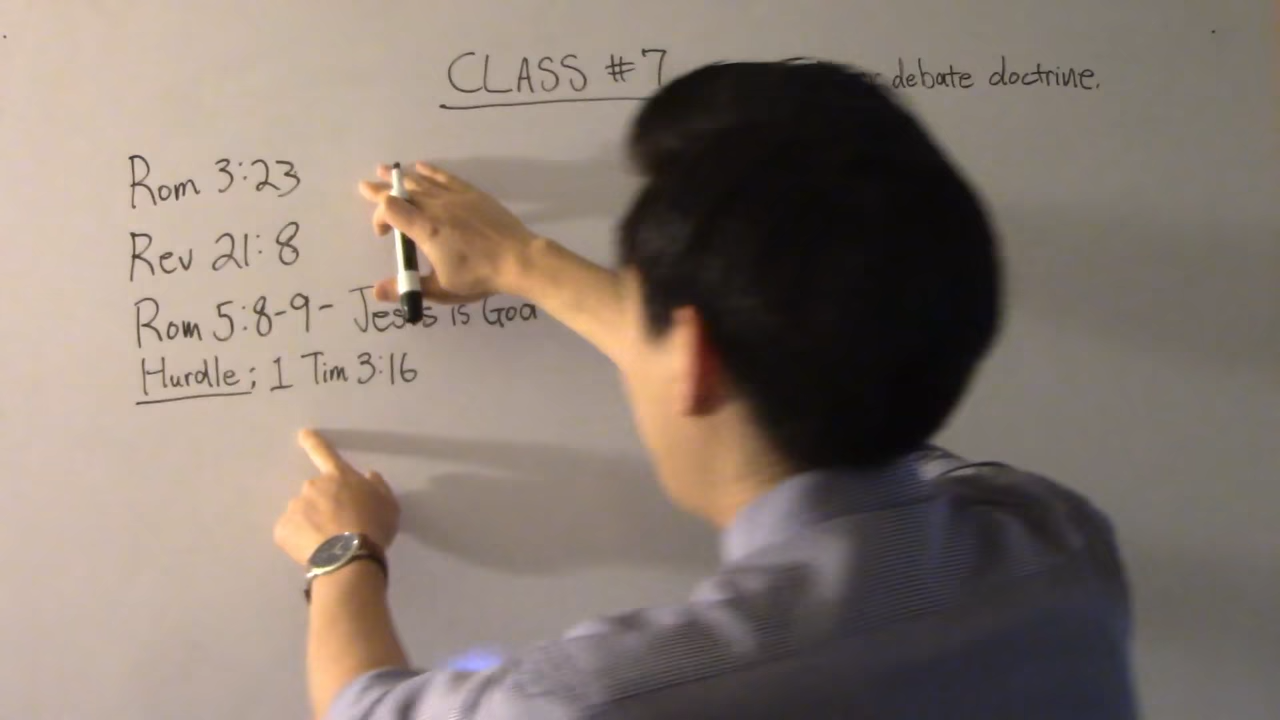 CLASS #7 debate doctrine.
Rom 3:23
Rev 21:8
Rom 5:8-9- Jesus is God
Hurdle: 1 Tim 3:16